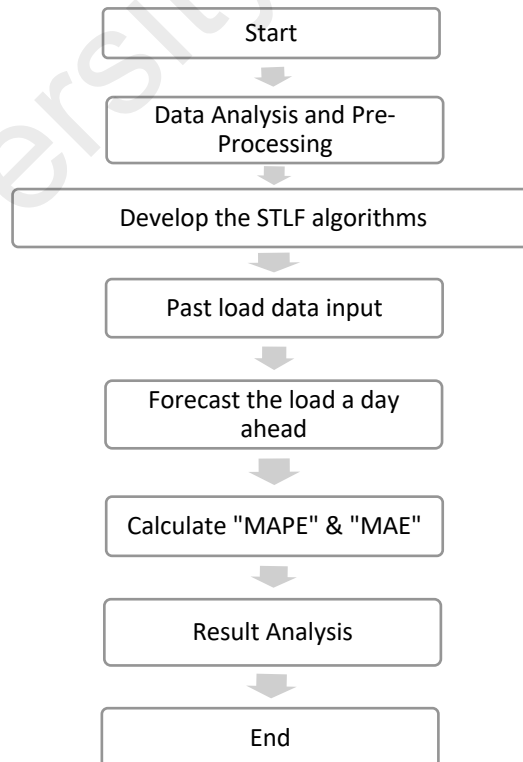 ersity
Start
Data Analysis and Pre-
Processing
Develop the STLF algorithms
Past load data input
Forecast the load a day
ahead
Calculate "MAPE" & "MAE"
Result Analysis
End